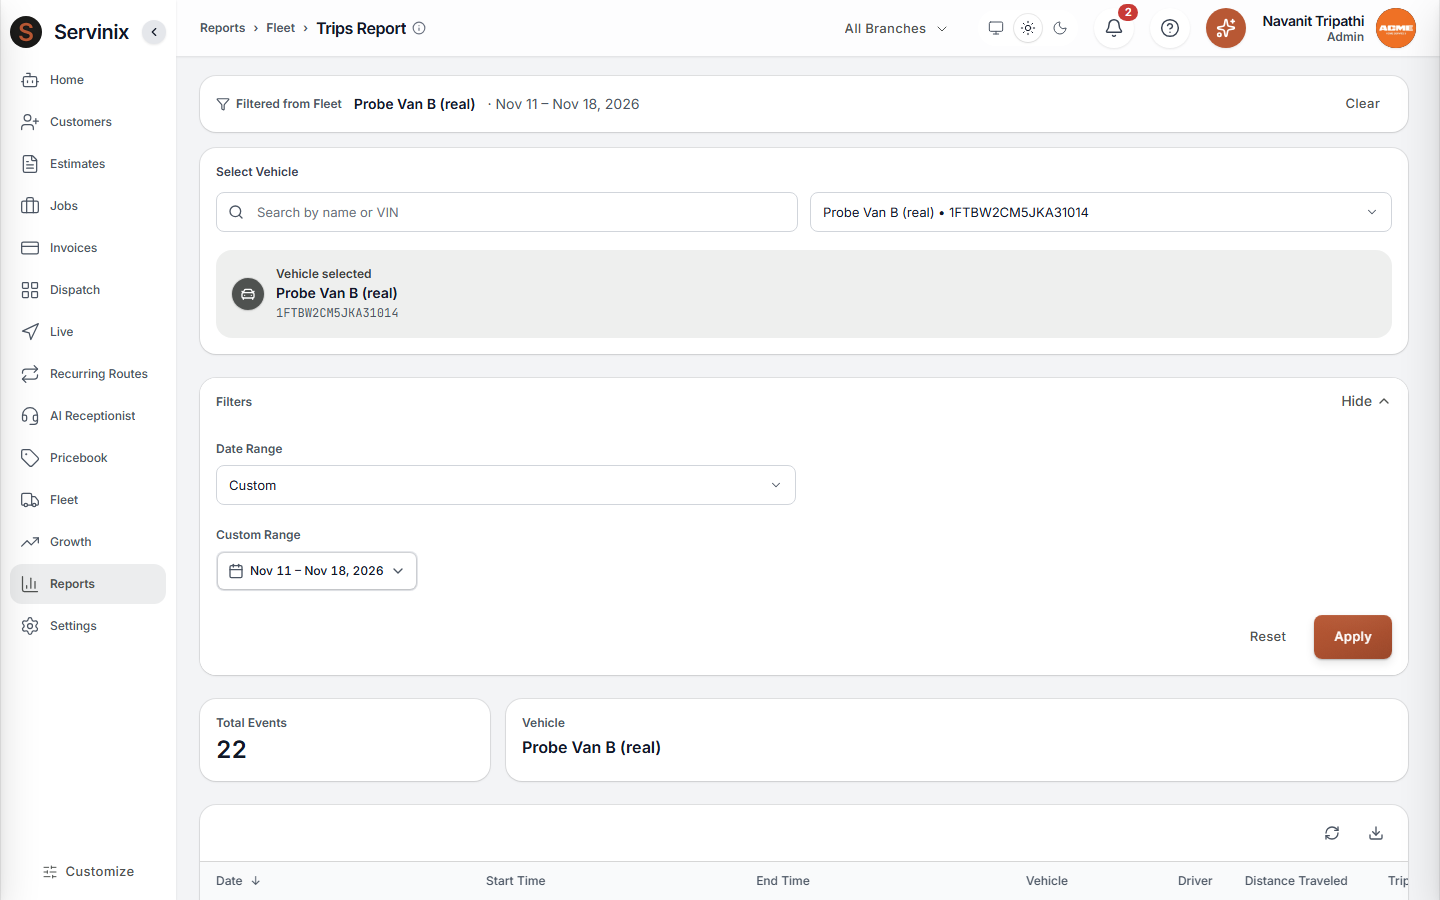 S Servinix
Home
Customers
Estimates
Jobs
Invoices
Dispatch
Live
Recurring Routes
AI Receptionist
Pricebook
Fleet
Growth
Reports
Settings
Customize
Reports › Fleet › Trips Report
All Branches
2
Navanit Tripathi
Admin
ACME
Filtered from Fleet Probe Van B (real) · Nov 11 – Nov 18, 2026
Clear
Select Vehicle
Search by name or VIN
Probe Van B (real) • 1FTBW2CM5JKA31014
Vehicle selected
Probe Van B (real)
1FTBW2CM5JKA31014
Filters
Hide
Date Range
Custom
Custom Range
Nov 11 – Nov 18, 2026
Reset
Apply
Total Events
22
Vehicle
Probe Van B (real)
Date Start Time End Time Vehicle Driver Distance Traveled Trip